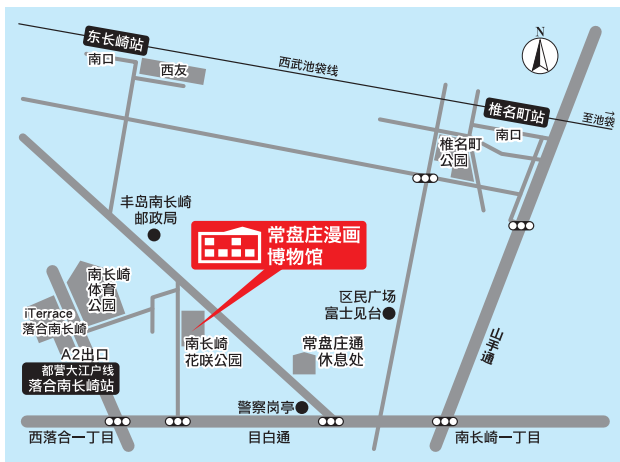 东长崎站
南口
西友
西武池袋线
N
椎名町站
→
至池袋
南口
椎名町
公园
丰岛南长崎
邮政局
常盘庄漫画
博物馆
南长崎
体育
公园
iTerrace
落合南长崎
A2出口
都营大江户线
落合南长崎站
南长崎
花咲公园
区民广场
富士见台
常盘庄通
休息处
山手通
警察岗亭
西落合一丁目
目白通
南长崎一丁目